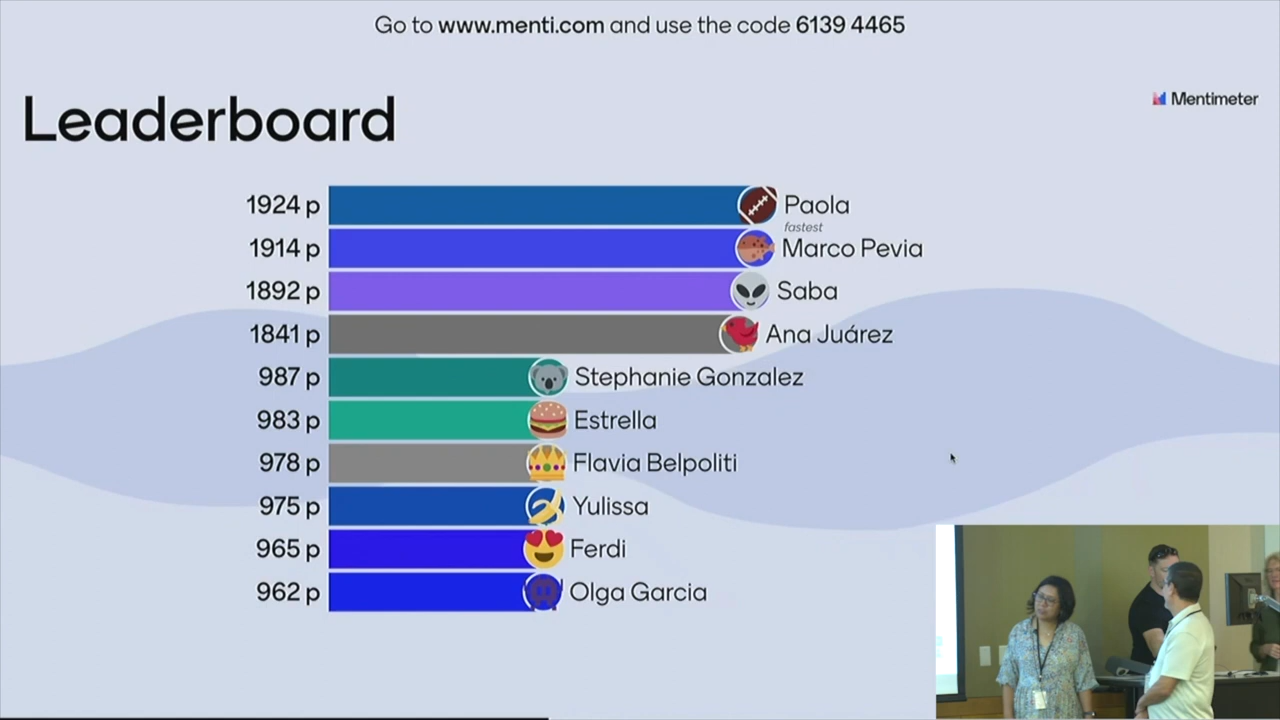 Go to www.menti.com and use the code 6139 4465
Leaderboard
Mentimeter
1924 p Paola
fastest
1914 p Marco Pevia
1892 p Saba
1841 p Ana Juárez
987 p Stephanie Gonzalez
983 p Estrella
978 p Flavia Belpoliti
975 p Yulissa
965 p Ferdi
962 p Olga Garcia